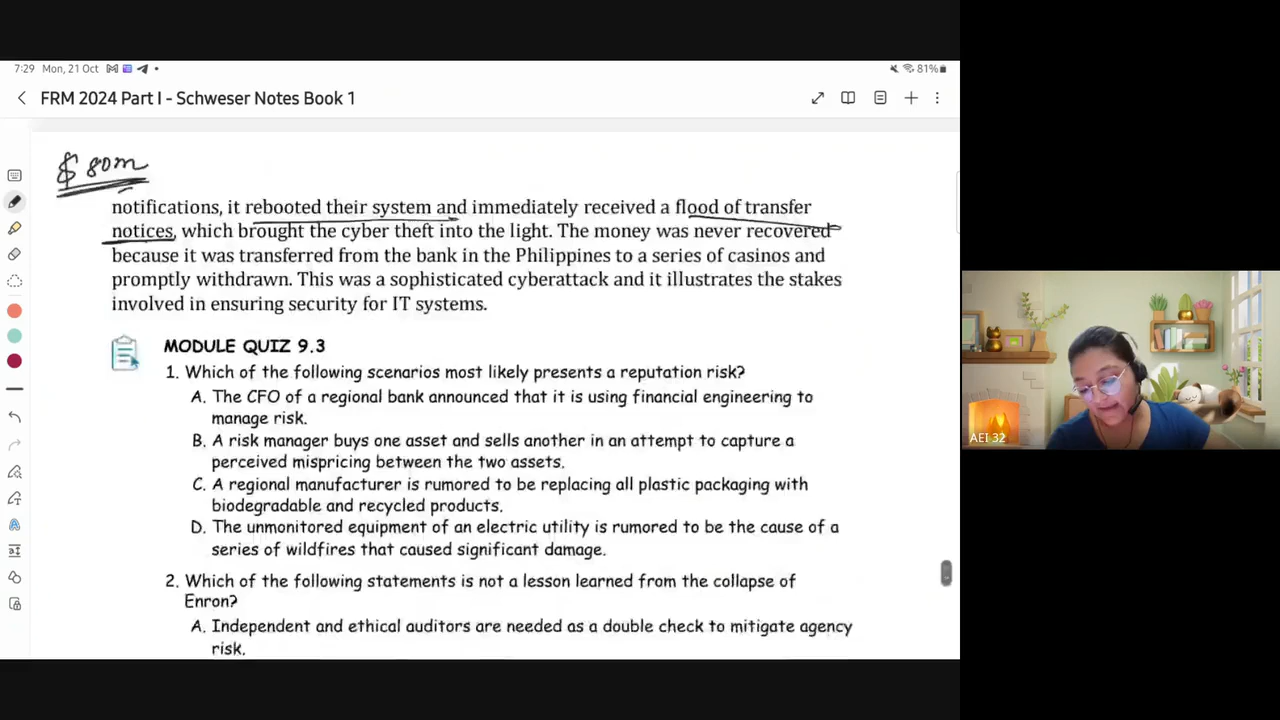 7:29 Mon, 21 Oct
81%
FRM 2024 Part I - Schweser Notes Book 1
$ 80m
notifications, it rebooted their system and immediately received a flood of transfer
notices, which brought the cyber theft into the light. The money was never recovered
because it was transferred from the bank in the Philippines to a series of casinos and
promptly withdrawn. This was a sophisticated cyberattack and it illustrates the stakes
involved in ensuring security for IT systems.
MODULE QUIZ 9.3
1. Which of the following scenarios most likely presents a reputation risk?
A. The CFO of a regional bank announced that it is using financial engineering to
manage risk.
B. A risk manager buys one asset and sells another in an attempt to capture a
perceived mispricing between the two assets.
C. A regional manufacturer is rumored to be replacing all plastic packaging with
biodegradable and recycled products.
D. The unmonitored equipment of an electric utility is rumored to be the cause of a
series of wildfires that caused significant damage.
2. Which of the following statements is not a lesson learned from the collapse of
Enron?
A. Independent and ethical auditors are needed as a double check to mitigate agency
risk.
AEI 32